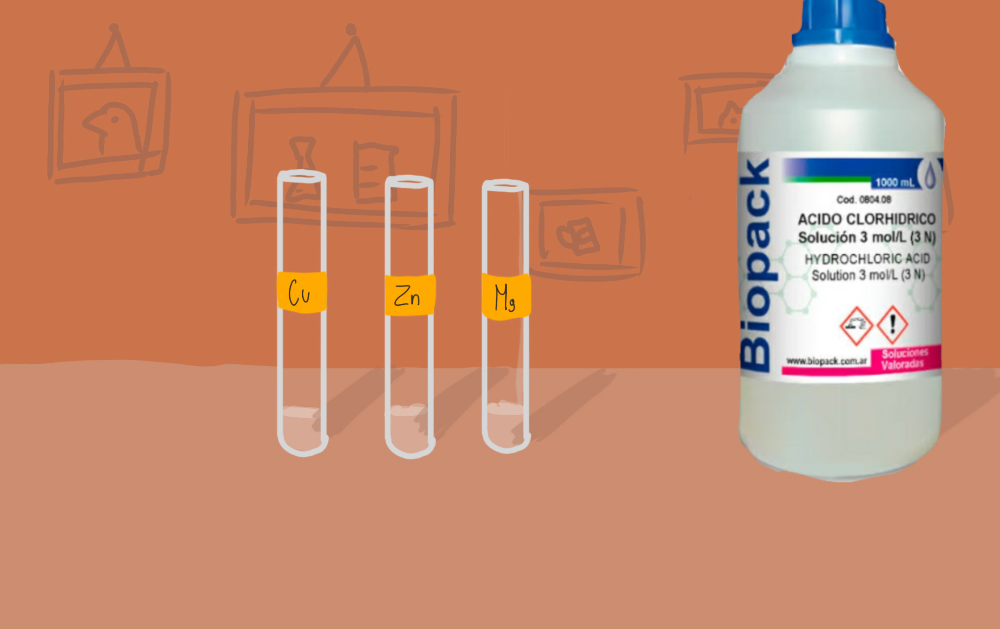 Cu
Zn
Mg
Biopack
1000 mL
Cod. 0804.08
ACIDO CLORHIDRICO
Solución 3 mol/L (3 N)
HYDROCHLORIC ACID
Solution 3 mol/L (3 N)
www.biopack.com.ar
Soluciones
Valoradas